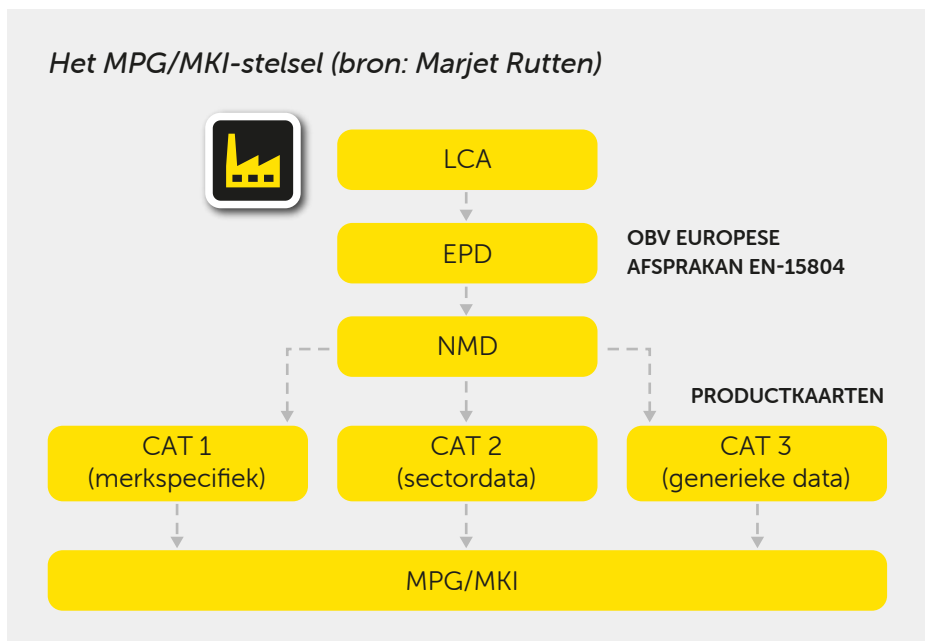 Het MPG/MKI-stelsel (bron: Marjet Rutten)
LCA
EPD
OBV EUROPESE
AFSPRAKAN EN-15804
NMD
PRODUCTKAARTEN
CAT 1
(merkspecifiek)
CAT 2
(sectordata)
CAT 3
(generieke data)
MPG/MKI